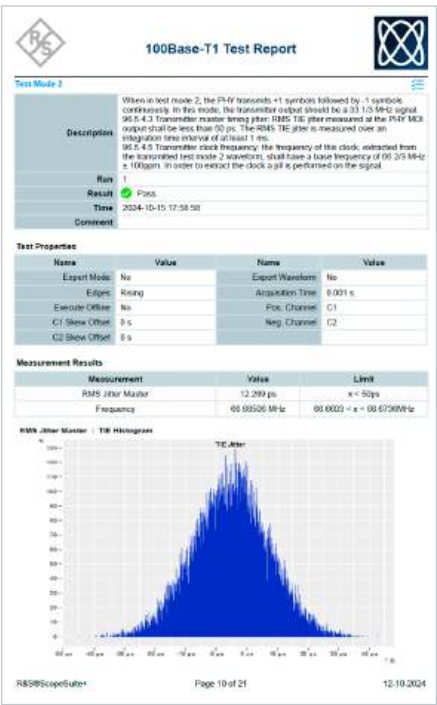 R&S
100Base-T1 Test Report
Test Mode 2
Description
When in test mode 2, the PHY transmits +1 symbols followed by -1 symbols
continuously. In this mode, the transmitter output should be a 33 1/3 MHz signal.
96.5.4.3 Transmitter master timing jitter: RMS TIE jitter measured at the PHY MDI
output shall be less than 50 ps. The RMS TIE jitter is measured over an
integration time interval of at least 1 ms.
96.5.4.5 Transmitter clock frequency: the frequency of this clock, extracted from
the transmitted test mode 2 waveform, shall have a base frequency of 66 2/3 MHz
± 100ppm. In order to extract the clock a pll is performed on the signal.
Run 1
Result Pass
Time 2024-10-15 17:58:58
Comment
Test Properties
Name Value Name Value
Expert Mode No Export Waveform No
Edges Rising Acquisition Time 0.001 s
Execute Offline No Pos. Channel C1
C1 Skew Offset 0 s Neg. Channel C2
C2 Skew Offset 0 s
Measurement Results
Measurement Value Limit
RMS Jitter Master 12.289 ps x < 50ps
Frequency MHz
RMS Jitter Master : TIE Histogram
TIE Jitter
R&S®ScopeSuite+ Page 10 of 21 12-10-2024